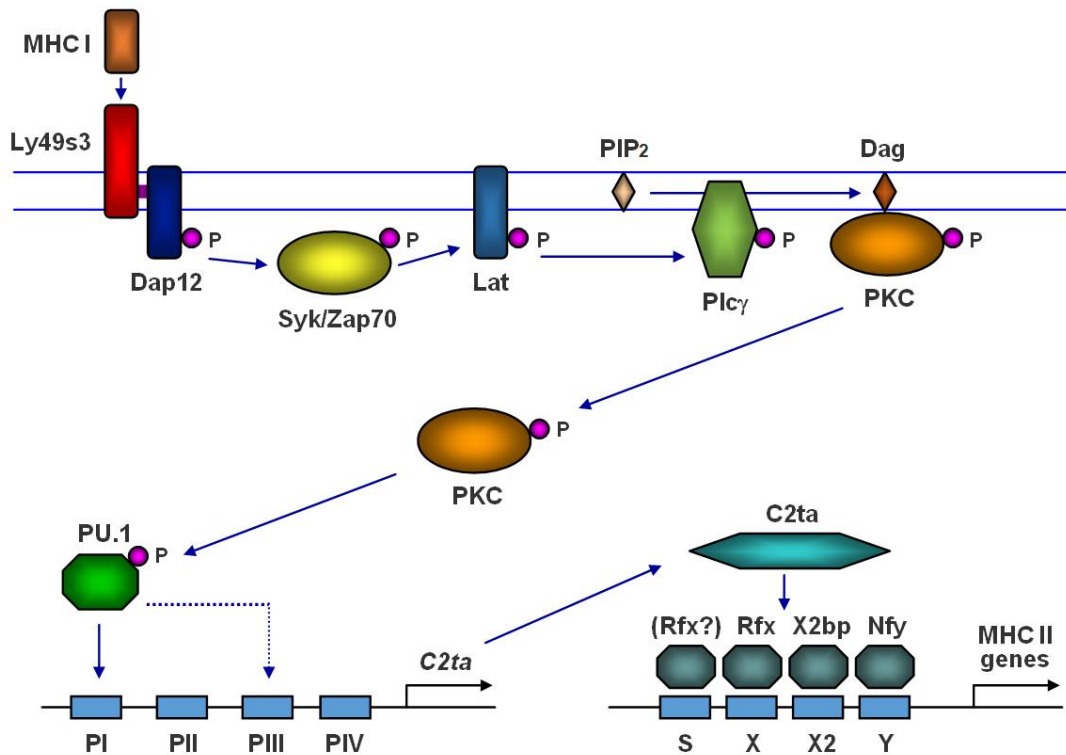 MHC I
Ly49s3
PIP2
Dag
P
P
P
P
P
Dap12
Syk/Zap70
Lat
Plcγ
PKC
P
PKC
PU.1
P
C2ta
(Rfx?)
Rfx
X2bp
Nfy
C2ta
MHC II
genes
PI
PII
PIII
PIV
S
X
X2
Y